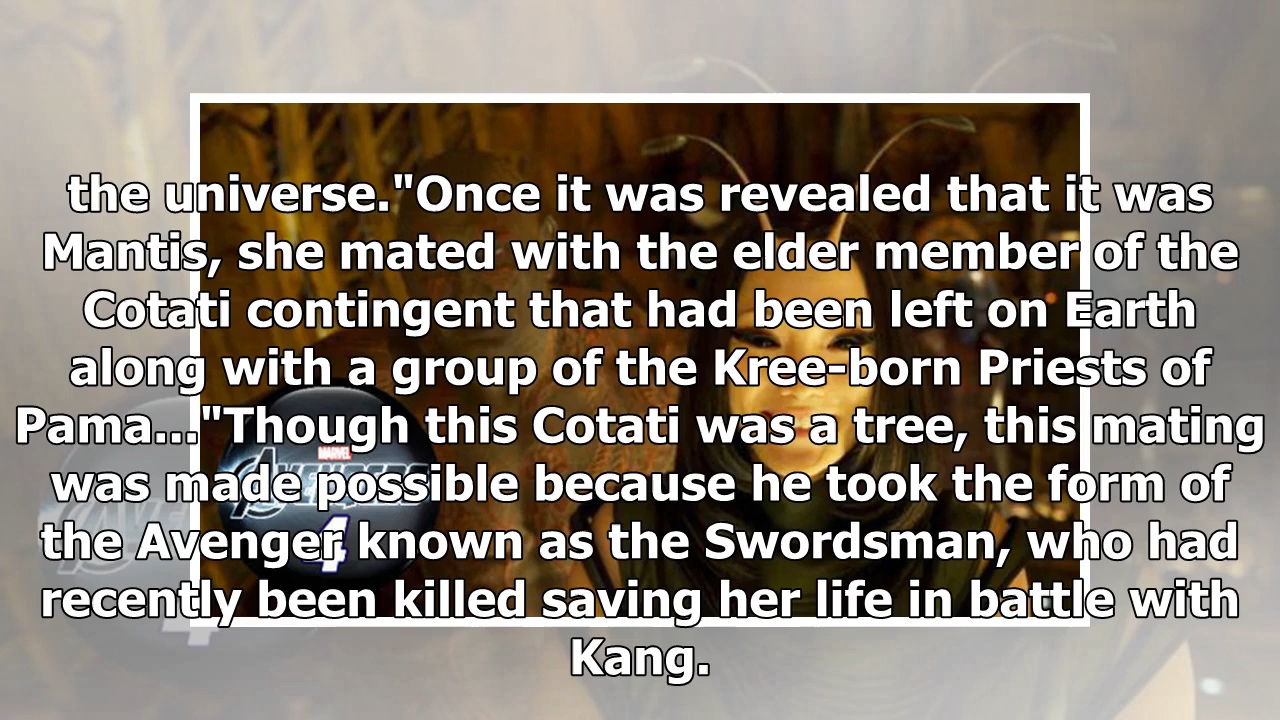 the universe."Once it was revealed that it was
Mantis, she mated with the elder member of the
Cotati contingent that had been left on Earth
along with a group of the Kree-born Priests of
Pama..."Though this Cotati was a tree, this mating
was made possible because he took the form of
the Avenger known as the Swordsman, who had
recently been killed saving her life in battle with
Kang.
MARVEL
AVENGERS
4